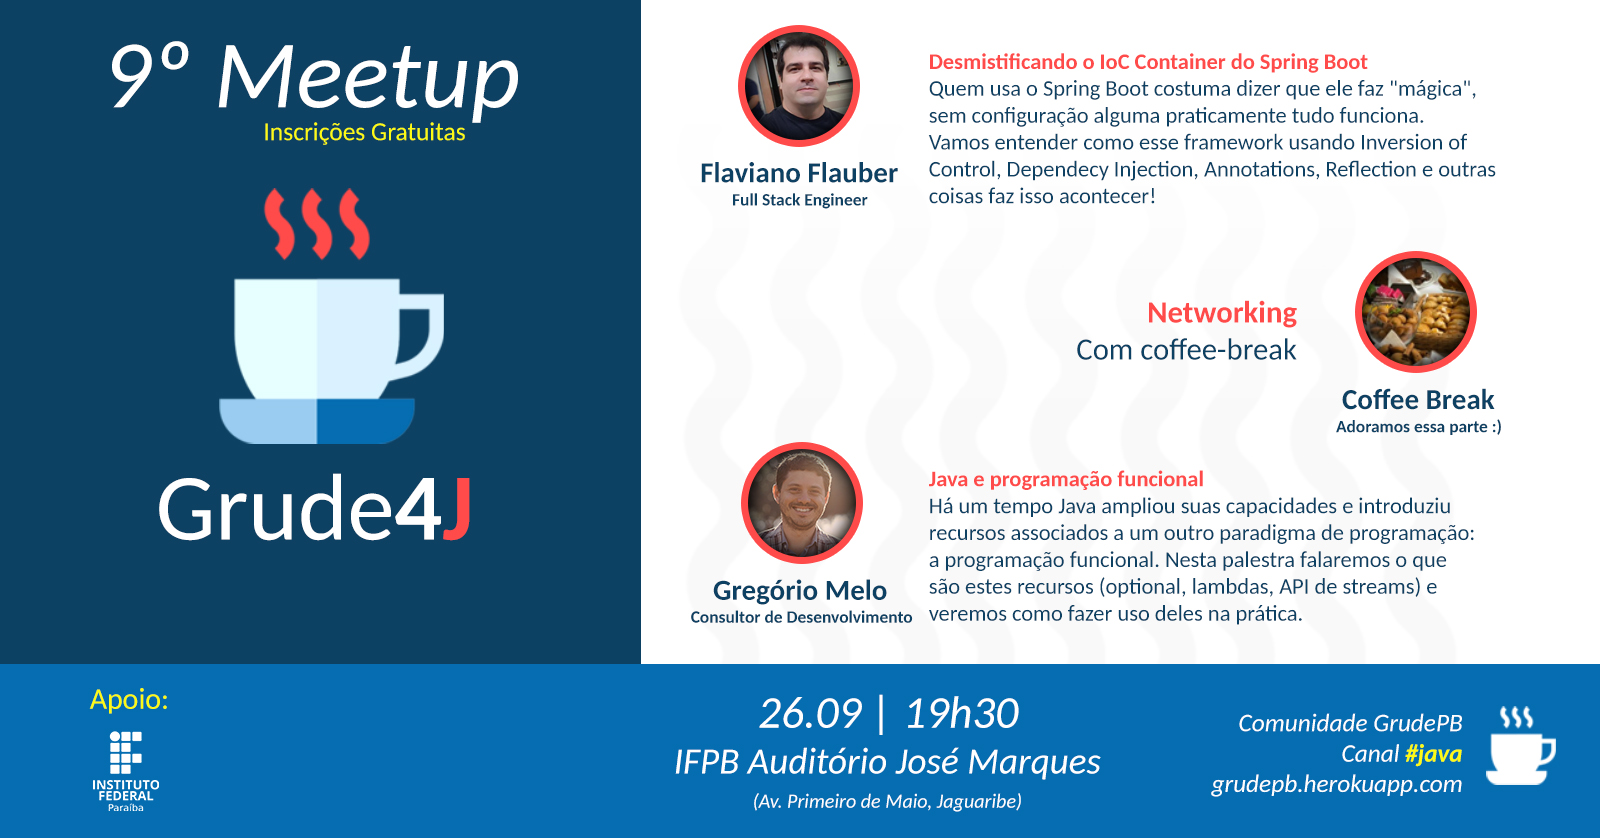 9º Meetup
Inscrições Gratuitas
Grude4J
Flaviano Flauber
Full Stack Engineer
Desmistificando o IoC Container do Spring Boot
Quem usa o Spring Boot costuma dizer que ele faz "mágica",
sem configuração alguma praticamente tudo funciona.
Vamos entender como esse framework usando Inversion of
Control, Dependecy Injection, Annotations, Reflection e outras
coisas faz isso acontecer!
Networking
Com coffee-break
Coffee Break
Adoramos essa parte :)
Gregório Melo
Consultor de Desenvolvimento
Java e programação funcional
Há um tempo Java ampliou suas capacidades e introduziu
recursos associados a um outro paradigma de programação:
a programação funcional. Nesta palestra falaremos o que
são estes recursos (optional, lambdas, API de streams) e
veremos como fazer uso deles na prática.
Apoio:
INSTITUTO
FEDERAL
Paraíba
26.09 | 19h30
IFPB Auditório José Marques
(Av. Primeiro de Maio, Jaguaribe)
Comunidade GrudePB
Canal #java
grudepb.herokuapp.com